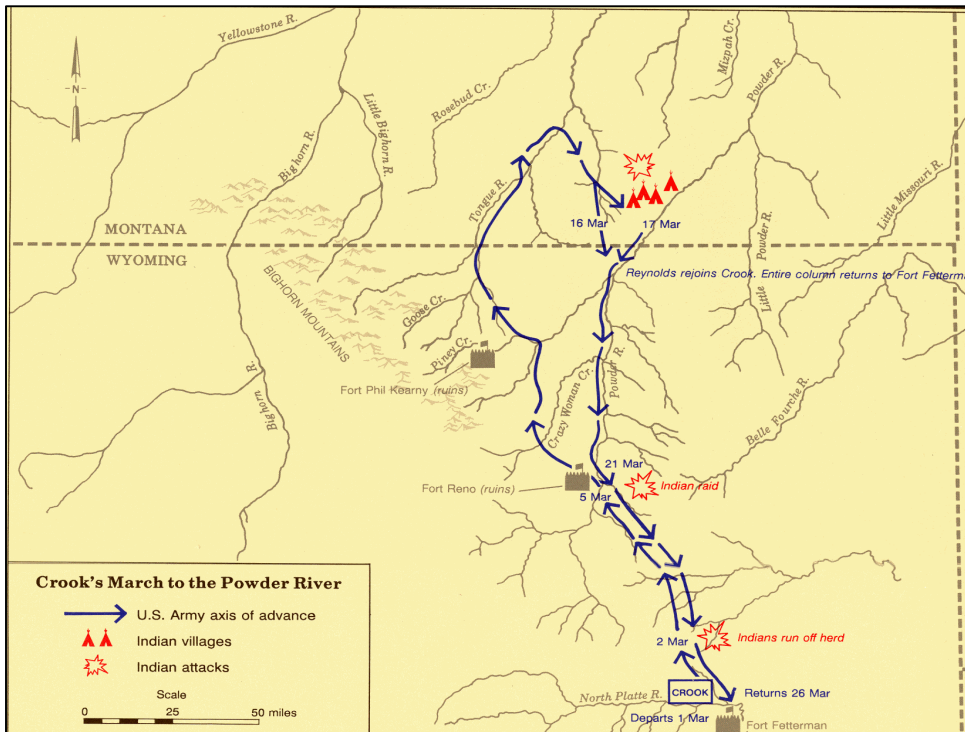 Yellowstone R.
Mizpah Cr.
Powder R.
-N-
Rosebud Cr.
Little Bighorn R.
Bighorn R.
Little Missouri R.
Tongue R.
16 Mar
17 Mar
MONTANA
WYOMING
Reynolds rejoins Crook. Entire column returns to Fort Fetterm
BIGHORN MOUNTAINS
Little Powder R.
Goose Cr.
Piney Cr.
Fort Phil Kearny (ruins)
Powder R.
Crazy Woman Cr.
Bighorn R.
Belle Fourche R.
21 Mar
Fort Reno (ruins)
5 Mar
Indian raid
Crook's March to the Powder River
U.S. Army axis of advance
Indian villages
Indian attacks
Scale
0 25 50 miles
2 Mar
Indians run off herd
CROOK
North Platte R.
Returns 26 Mar
Departs 1 Mar
Fort Fetterman